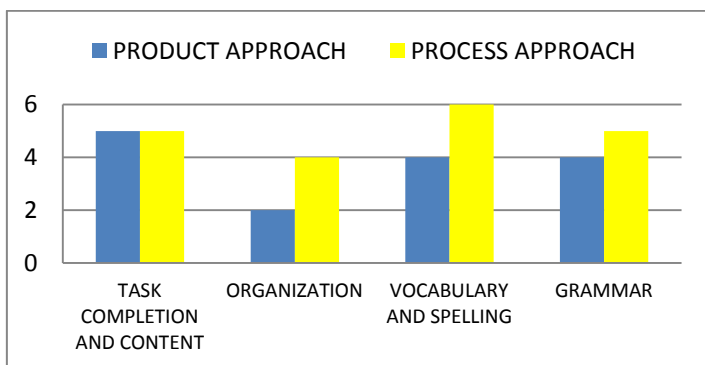 PRODUCT APPROACH PROCESS APPROACH
6
4
2
0
TASK COMPLETION AND CONTENT
ORGANIZATION
VOCABULARY AND SPELLING
GRAMMAR